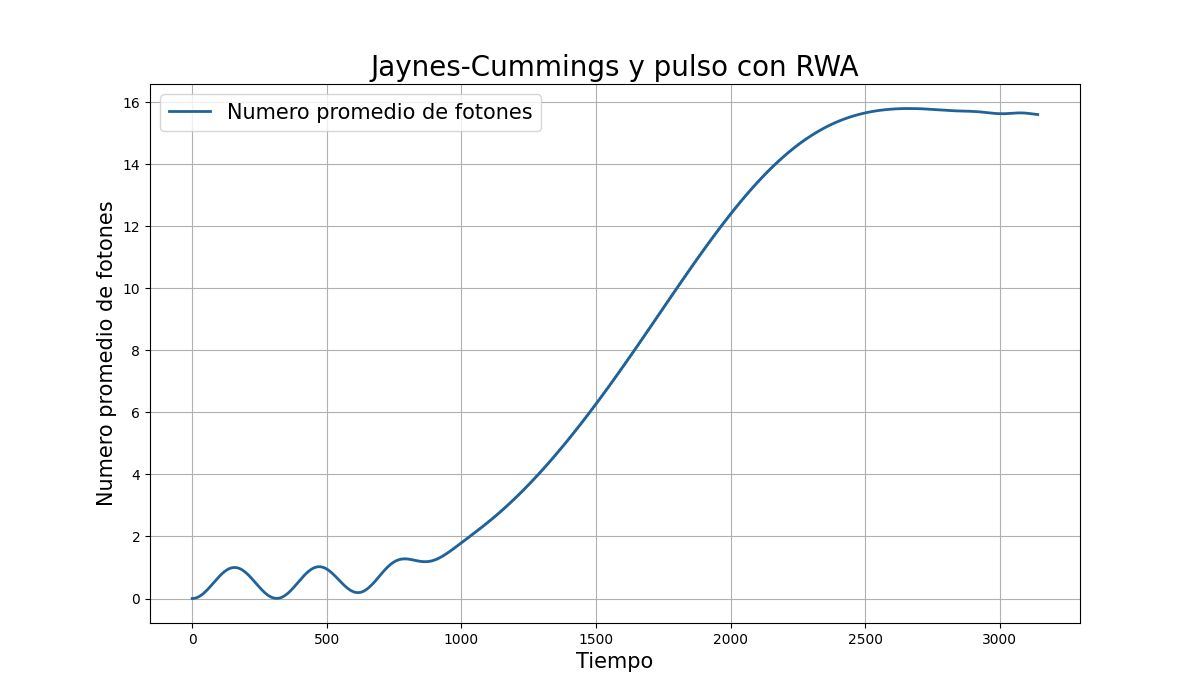 Jaynes-Cummings y pulso con RWA
Numero promedio de fotones
Numero promedio de fotones
16
14
12
10
8
6
4
2
0
0 500 1000 1500 2000 2500 3000
Tiempo